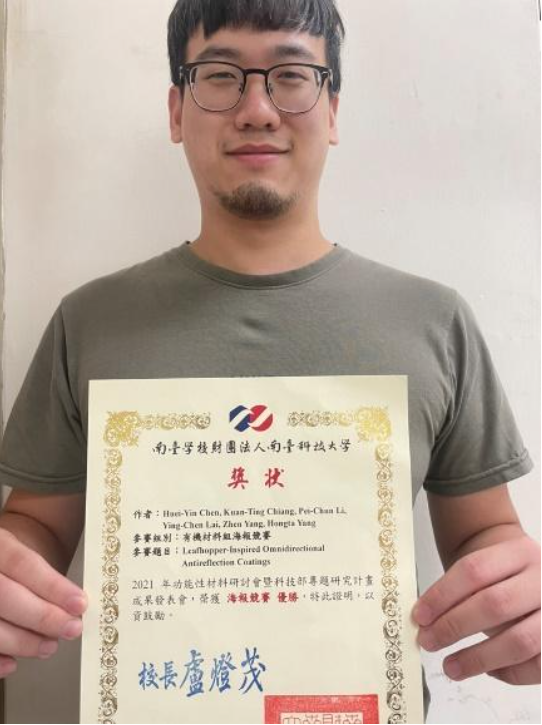 南臺學校財團法人南臺科技大學
獎狀
作者：Huei-Yin Chen, Kuan-Ting Chiang, Pei-Chun Li,
Ying-Chen Lai, Zhen Yang, Hongta Yang
參賽組別：有機材料組海報競賽
參賽題目：Leafhopper-Inspired Omnidirectional
Antireflection Coatings
2021 年功能性材料研討會暨科技部專題研究計畫
成果發表會，榮獲 海報競賽 優勝，特此證明，以
資鼓勵。
校長盧燈茂